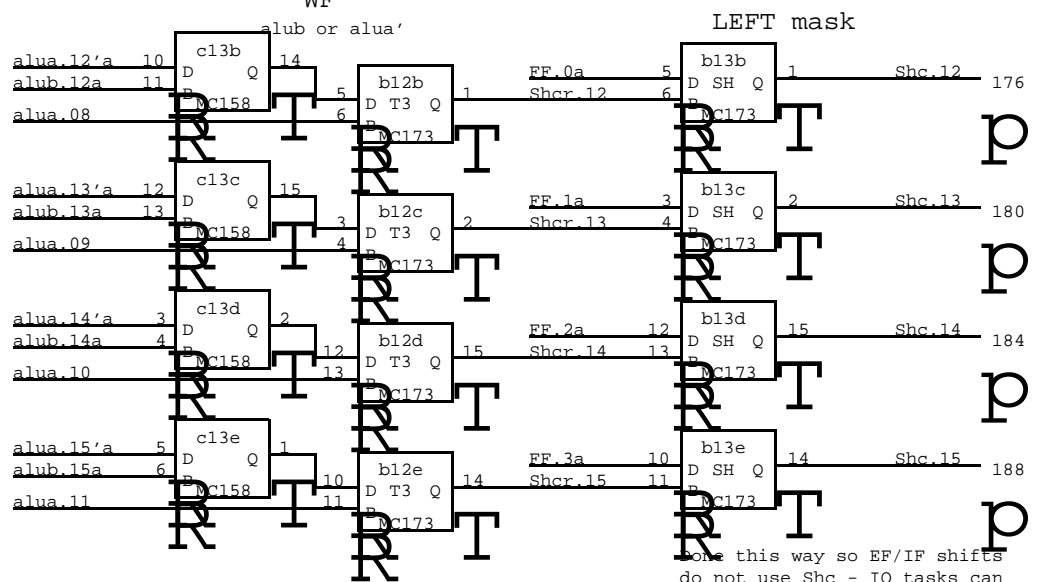 WF
alub or alua'
LEFT mask
c13b
alua.12'a 10 D Q 14
alub.12a 11 B
MC158
R R T
alua.08
b12b
5 D T3 Q 1
6 B
MC173
R R T
b13b
FF.0a 5 D SH Q 1 Shc.12 176
Shcr.12 6 B
MC173
R R T p
c13c
alua.13'a 12 D Q 15
alub.13a 13 B
MC158
R R T
alua.09
b12c
3 D T3 Q 2
4 B
MC173
R R T
b13c
FF.1a 3 D SH Q 2 Shc.13 180
Shcr.13 4 B
MC173
R R T p
c13d
alua.14'a 3 D Q 2
alub.14a 4 B
MC158
R R T
alua.10
b12d
12 D T3 Q 15
13 B
MC173
R R T
b13d
FF.2a 12 D SH Q 15 Shc.14 184
Shcr.14 13 B
MC173
R R T p
c13e
alua.15'a 5 D Q 1
alub.15a 6 B
MC158
R R T
alua.11
b12e
10 D T3 Q 14
11 B
MC173
R R T
b13e
FF.3a 10 D SH Q 14 Shc.15 188
Shcr.15 11 B
MC173
R R T p
Done this way so EF/IF shifts
do not use Shc - IO tasks can